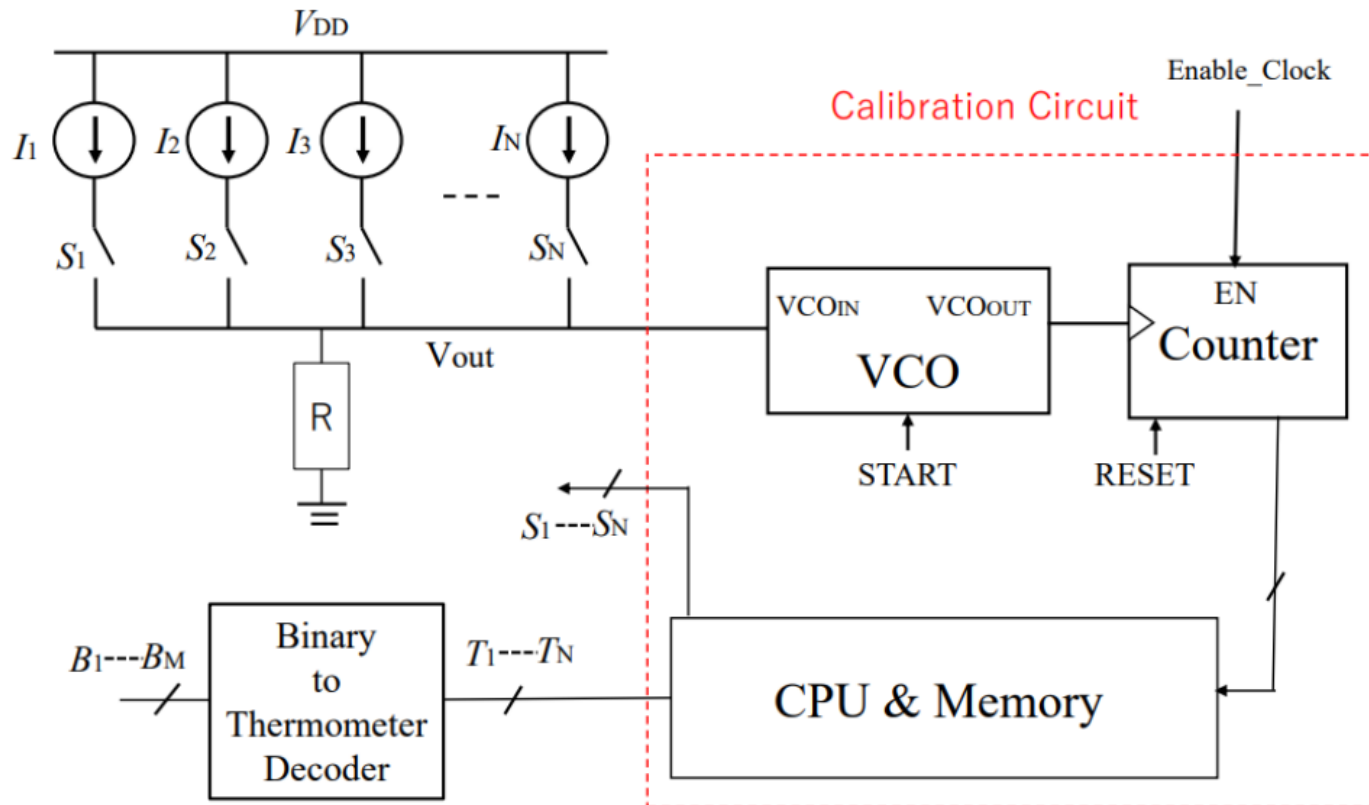 VDD
Enable_Clock
Calibration Circuit
I1
I2
I3
IN
S1
S2
S3
SN
VCOIN
VCOOUT
VCO
EN
Counter
Vout
R
START
RESET
S1----SN
B1----BM
Binary
to
Thermometer
Decoder
T1----TN
CPU & Memory